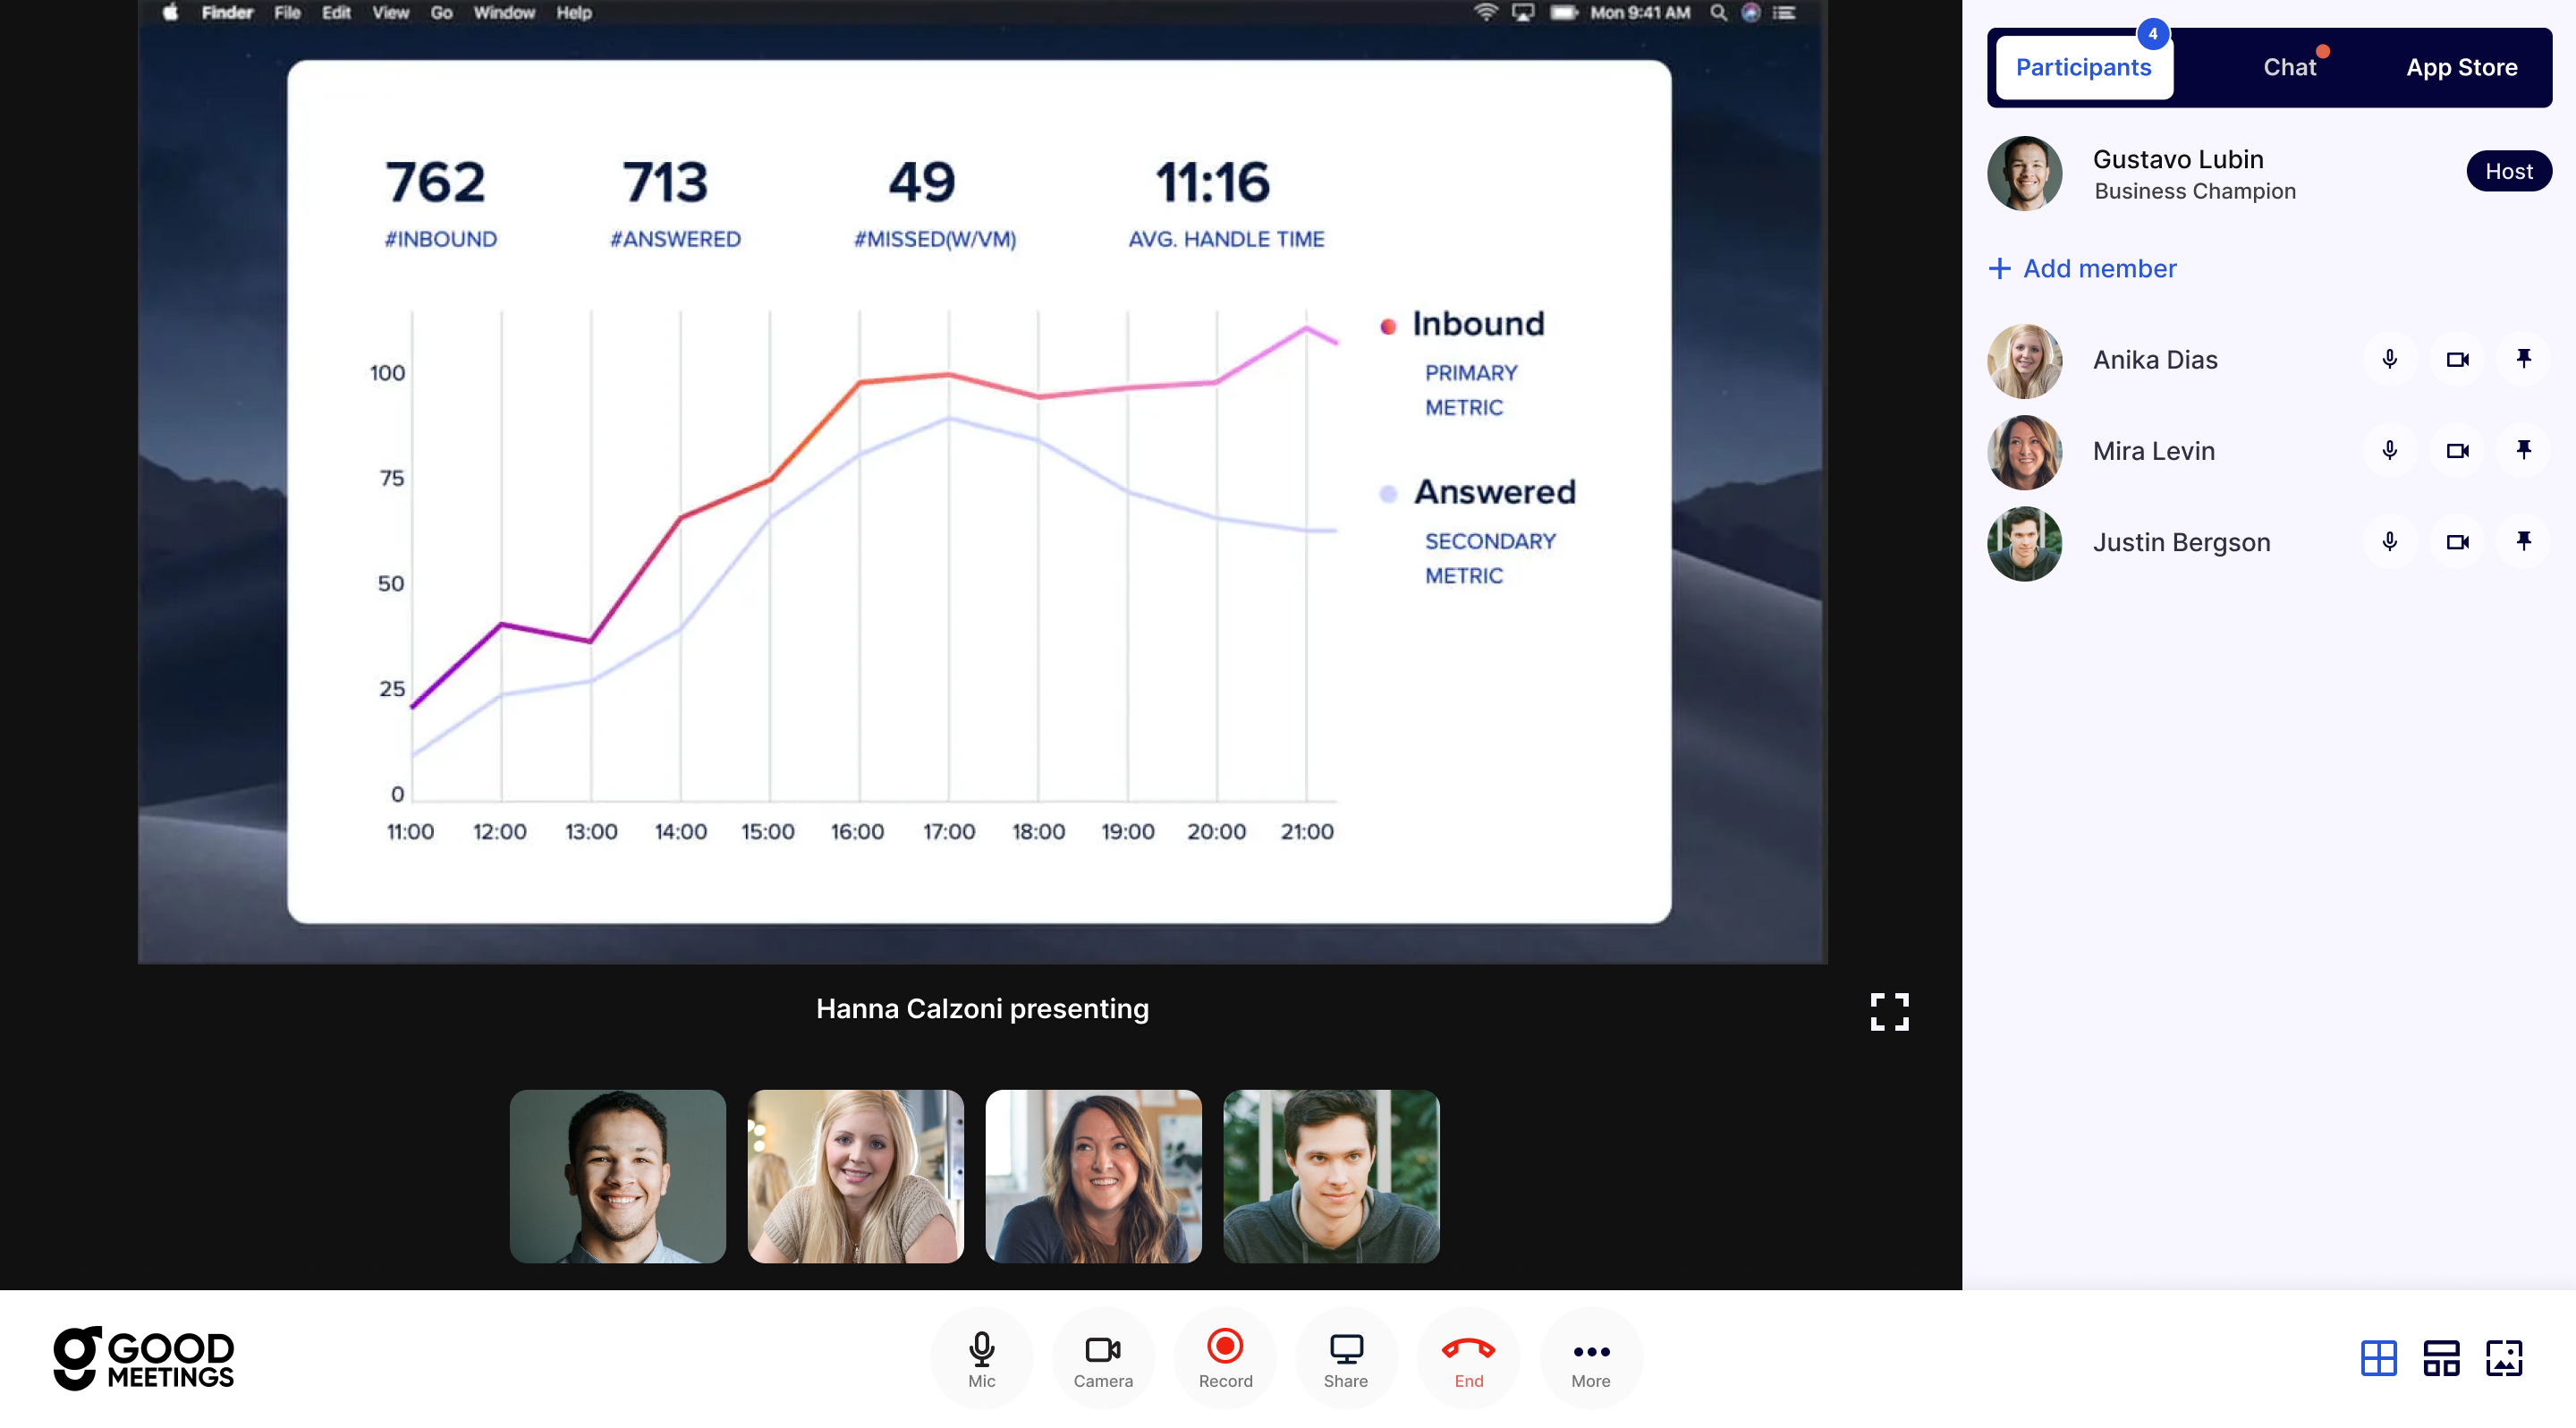 Finder File Edit View Go Window Help
Mon 9:41 AM
762 713 49 11:16
#INBOUND #ANSWERED #MISSED(W/VM) AVG. HANDLE TIME
Inbound
PRIMARY
METRIC
Answered
SECONDARY
METRIC
100
75
50
25
0
11:00 12:00 13:00 14:00 15:00 16:00 17:00 18:00 19:00 20:00 21:00
Hanna Calzoni presenting
4
Participants Chat App Store
Gustavo Lubin
Business Champion
Host
+ Add member
Anika Dias
Mira Levin
Justin Bergson
GOOD
MEETINGS
Mic Camera Record Share End More